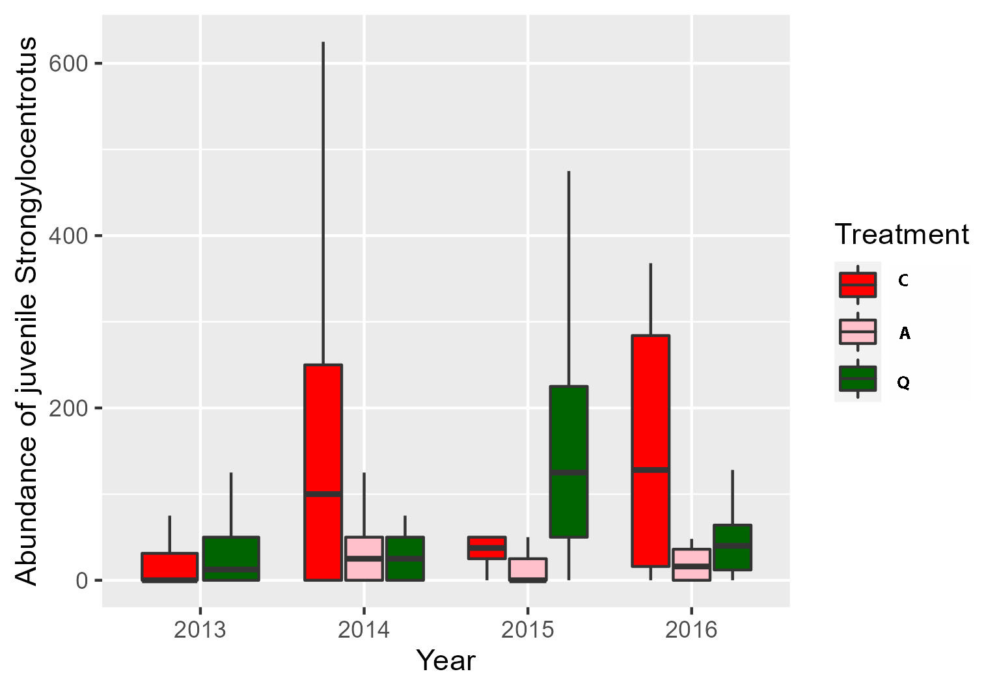 Abundance of juvenile Strongylocentrotus
600
400
200
0
2013 2014 2015 2016
Year
Treatment
C
A
Q